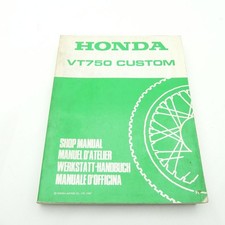 HONDA
VT750 CUSTOM
SHOP MANUAL
MANUEL D'ATELIER
WERKSTATT-HANDBUCH
MANUALE D'OFFICINA